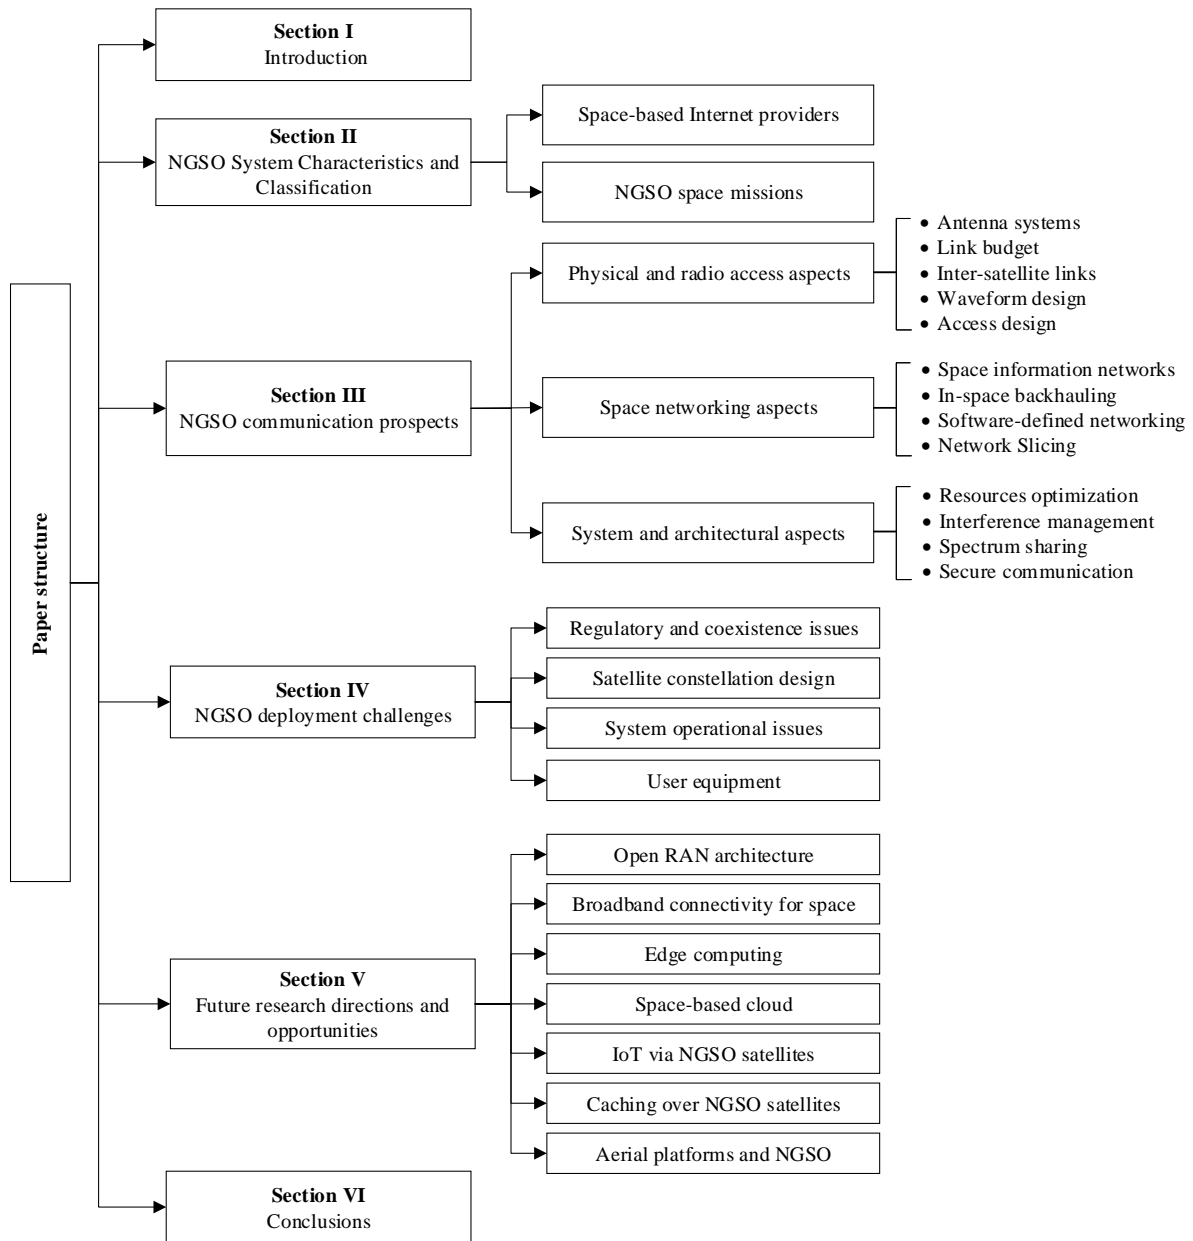 Paper structure
Section I
Introduction
Section II
NGSO System Characteristics and
Classification
Space-based Internet providers
NGSO space missions
Section III
NGSO communication prospects
Physical and radio access aspects
• Antenna systems
• Link budget
• Inter-satellite links
• Waveform design
• Access design
Space networking aspects
• Space information networks
• In-space backhauling
• Software-defined networking
• Network Slicing
System and architectural aspects
• Resources optimization
• Interference management
• Spectrum sharing
• Secure communication
Section IV
NGSO deployment challenges
Regulatory and coexistence issues
Satellite constellation design
System operational issues
User equipment
Section V
Future research directions and
opportunities
Open RAN architecture
Broadband connectivity for space
Edge computing
Space-based cloud
IoT via NGSO satellites
Caching over NGSO satellites
Aerial platforms and NGSO
Section VI
Conclusions